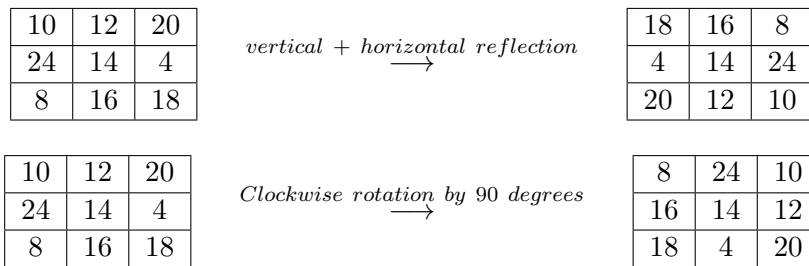 10 12 20 18 16 8
vertical + horizontal reflection
24 14 4 → 4 14 24
8 16 18 20 12 10
10 12 20 8 24 10
Clockwise rotation by 90 degrees
24 14 4 → 16 14 12
8 16 18 18 4 20